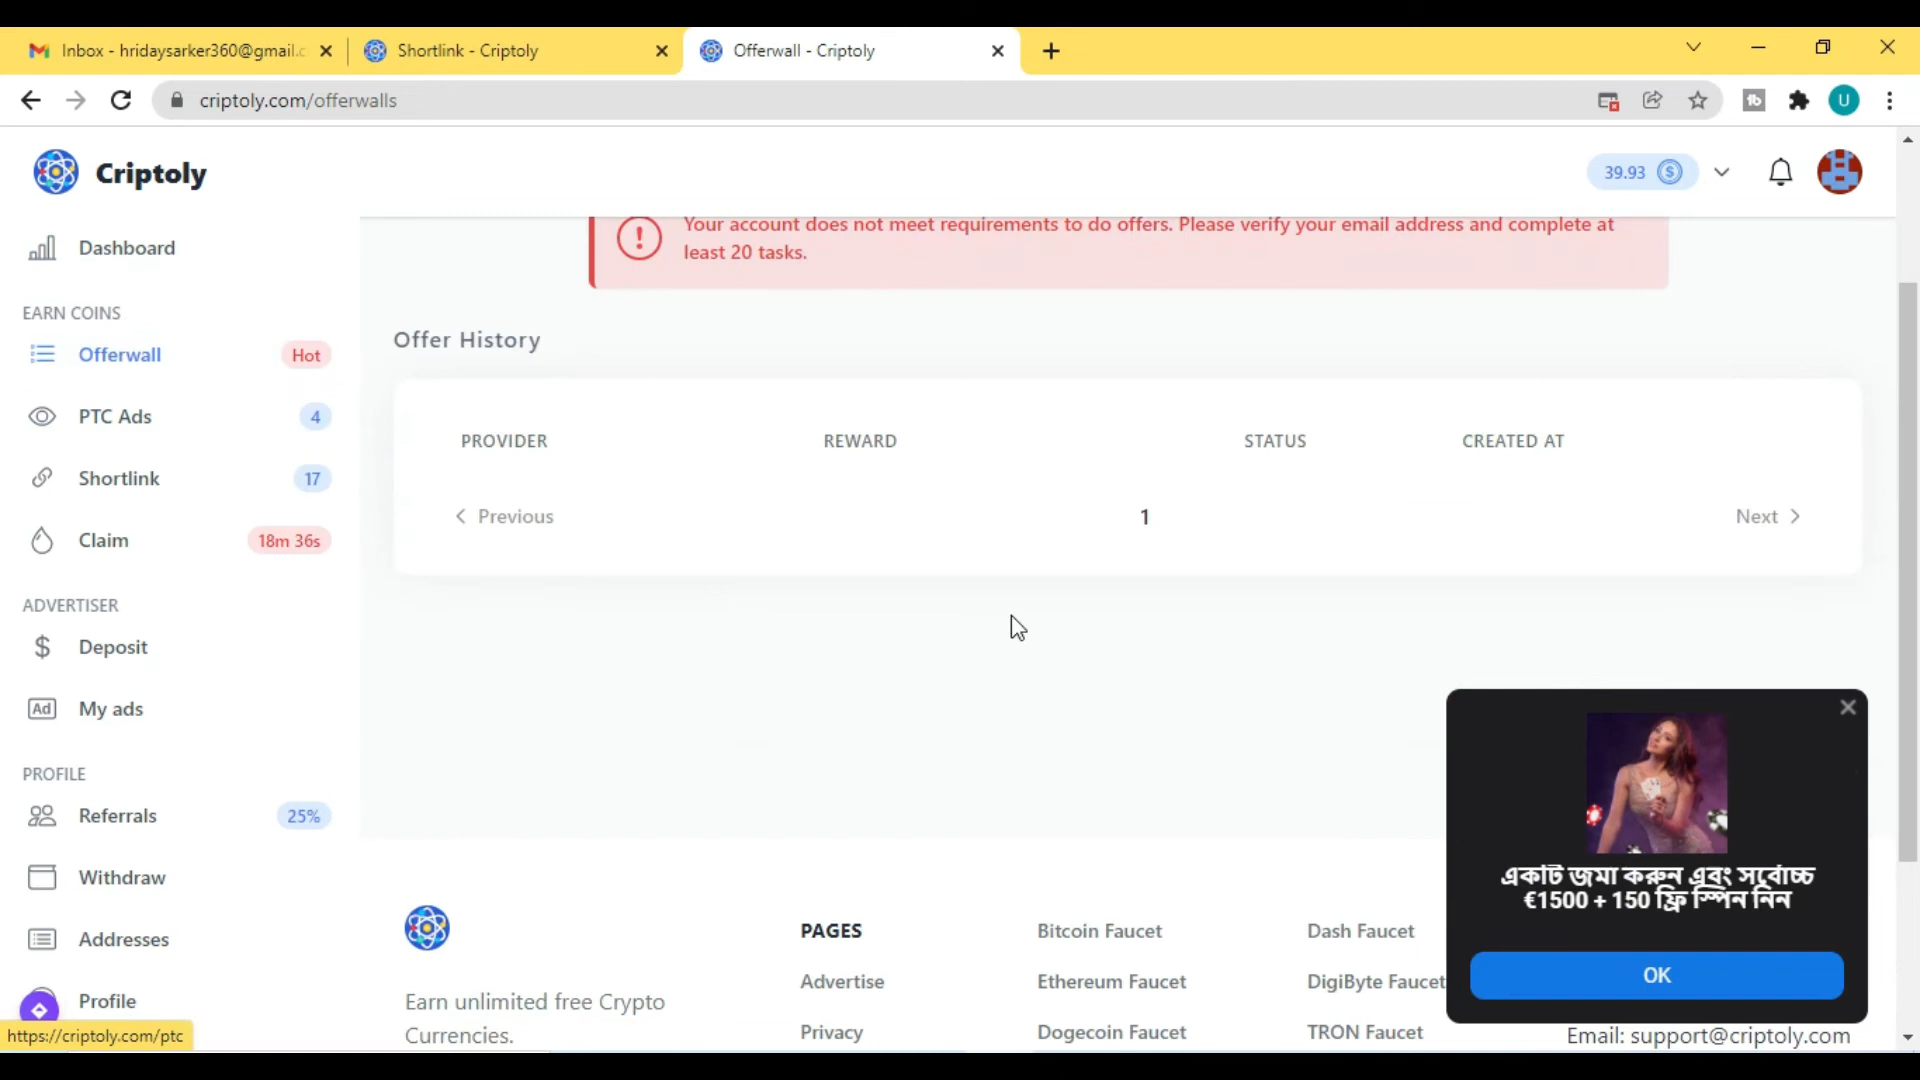 Inbox - hridaysarker360@gmail.c
Shortlink - Criptoly
Offerwall - Criptoly
criptoly.com/offerwalls
U
Criptoly
39.93
Dashboard
EARN COINS
Offerwall Hot
PTC Ads 4
Shortlink 17
Claim 18m 36s
ADVERTISER
Deposit
Ad My ads
PROFILE
Referrals 25%
Withdraw
Addresses
Profile
https://criptoly.com/ptc
Your account does not meet requirements to do offers. Please verify your email address and complete at
least 20 tasks.
Offer History
PROVIDER REWARD STATUS CREATED AT
Previous 1 Next
একটি জমা করুন এবং সর্বোচ্চ
€1500 + 150 ফ্রি স্পিন নিন
OK
Earn unlimited free Crypto
Currencies.
PAGES
Advertise
Privacy
Bitcoin Faucet
Ethereum Faucet
Dogecoin Faucet
Dash Faucet
DigiByte Faucet
TRON Faucet
Email: support@criptoly.com